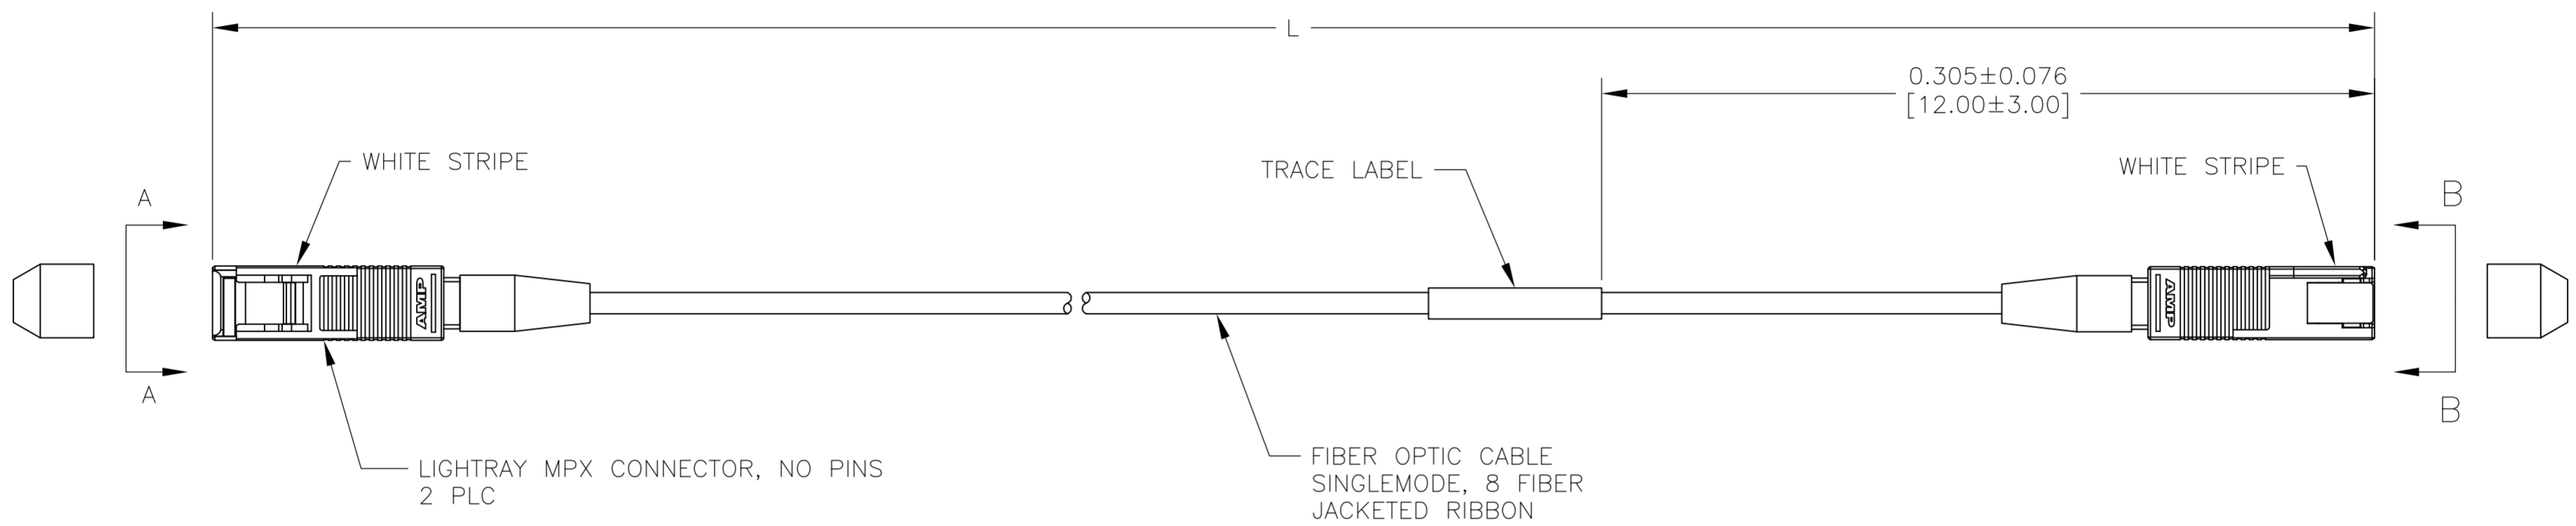 L
0.305±0.076
[12.00±3.00]
WHITE STRIPE
TRACE LABEL
WHITE STRIPE
A
B
AMP
AMP
A
B
LIGHTRAY MPX CONNECTOR, NO PINS
2 PLC
FIBER OPTIC CABLE
SINGLEMODE, 8 FIBER
JACKETED RIBBON